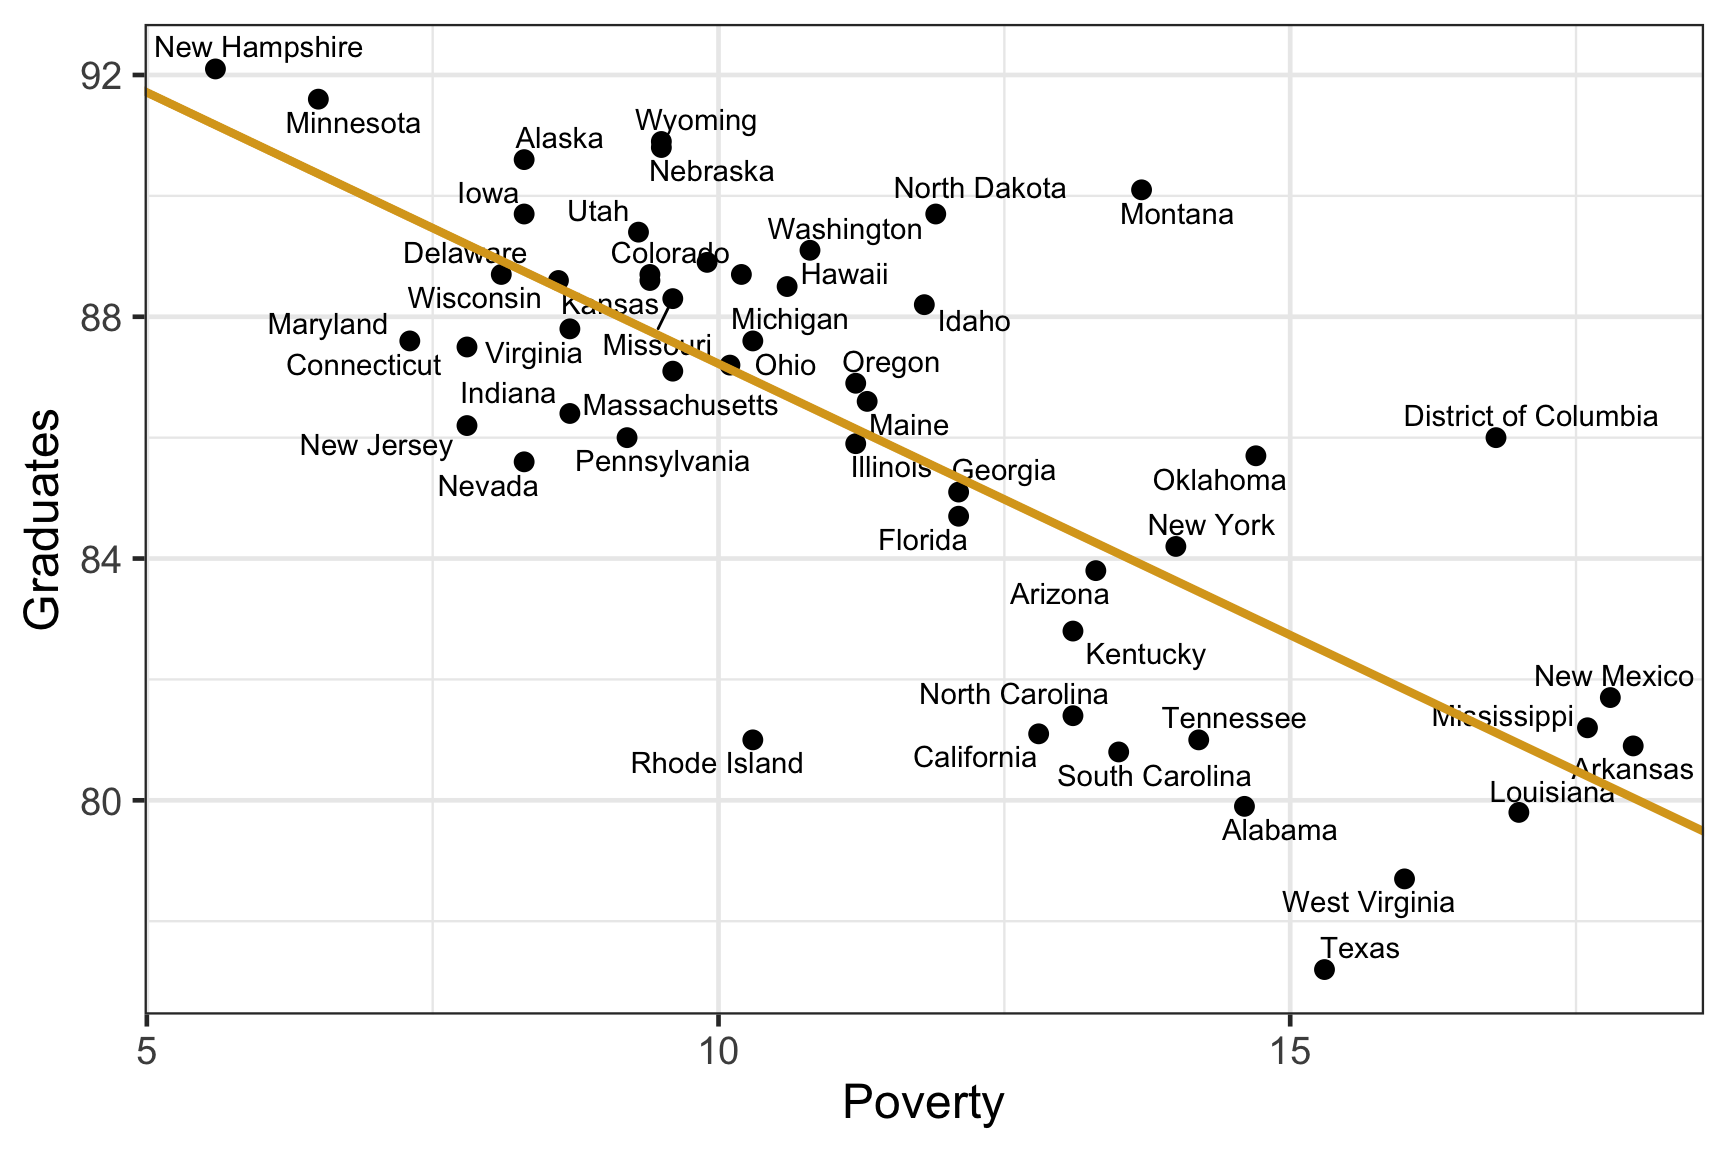 New Hampshire
92
Minnesota
Wyoming
Alaska
Nebraska
North Dakota
Iowa
Utah
Montana
Washington
Delaware
Colorado
Hawaii
Wisconsin
Kansas
88
Maryland
Michigan
Idaho
Missouri
Virginia
Connecticut
Ohio
Oregon
Indiana
Massachusetts
District of Columbia
Maine
New Jersey
Pennsylvania
Illinois
Georgia
Oklahoma
Nevada
New York
Florida
84
Arizona
Kentucky
New Mexico
North Carolina
Mississippi
Tennessee
California
Rhode Island
Arkansas
South Carolina
Louisiana
80
Alabama
West Virginia
Texas
Graduates
5
10
15
Poverty